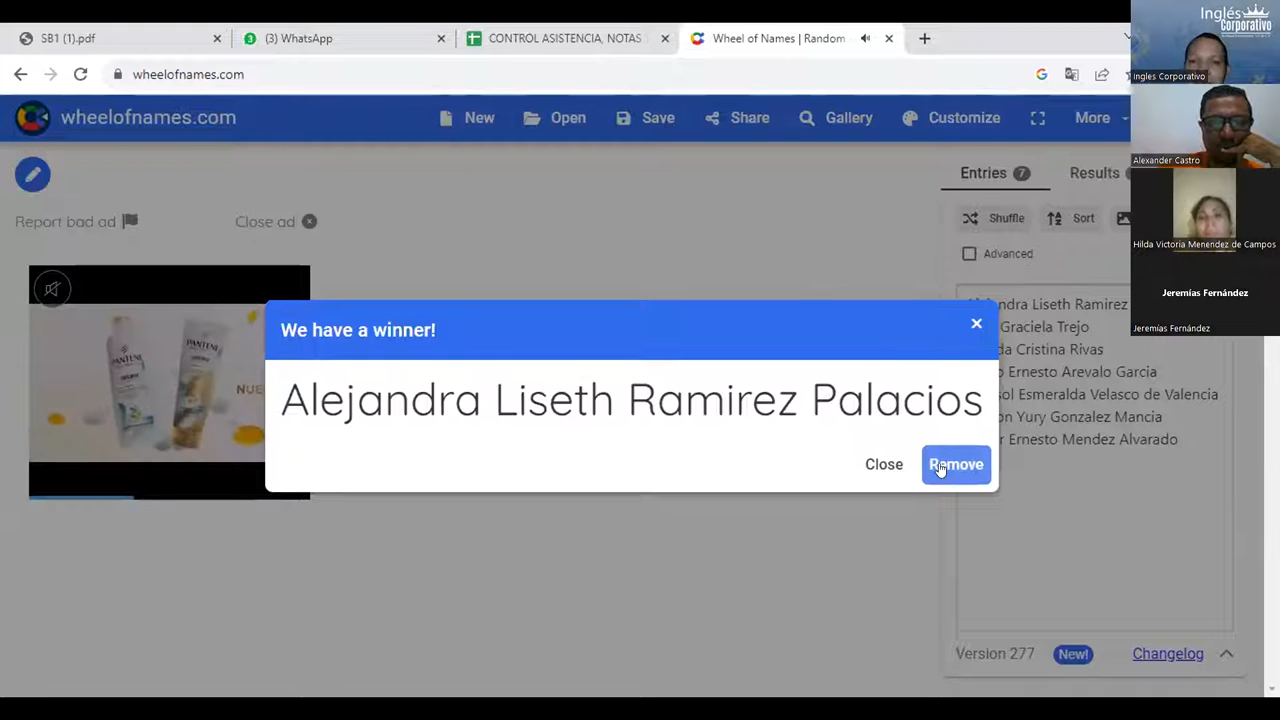 SB1 (1).pdf
(3) WhatsApp
CONTROL ASISTENCIA, NOTAS
Wheel of Names | Random
wheelofnames.com
wheelofnames.com
New
Open
Save
Share
Gallery
Customize
More
Inglés
Corporativo
Ingles Corporativo
Alexander Castro
Hilda Victoria Menendez de Campos
Jeremías Fernández
Jeremías Fernández
Report bad ad
Close ad
Entries 7
Results
Shuffle
Sort
Advanced
PANTENE
PANTENE
We have a winner!
Alejandra Liseth Ramirez Palacios
Close
Remove
ndra Liseth Ramirez
Graciela Trejo
da Cristina Rivas
Ernesto Arevalo Garcia
sol Esmeralda Velasco de Valencia
on Yury Gonzalez Mancia
r Ernesto Mendez Alvarado
Version 277
New!
Changelog